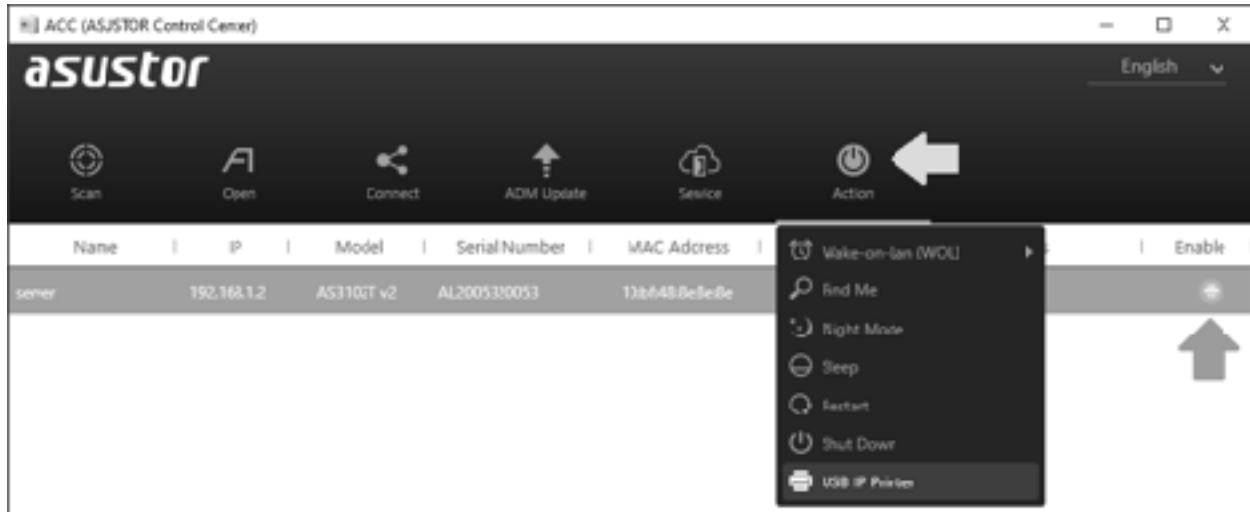 ACC (ASUSTOR Control Center)
asustor
English
Scan Open Connect ADM Update Service Action
Name IP Model Serial Number MAC Address Enable
server 192.168.1.2 AS3102T v2
Wake-on-lan (WOL)
Find Me
Night Mode
Sleep
Restart
Shut Down
USB IP Printer